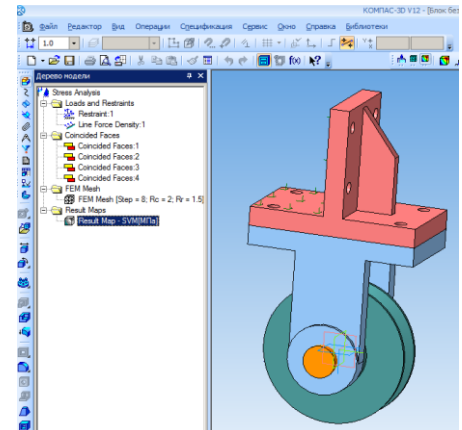 КОМПАС-3D V12 - [Блок без
Файл Редактор Вид Операции Спецификация Сервис Окно Справка Библиотеки
1.0
f(x)
Дерево модели
Stress Analysis
Loads and Restraints
Restraint:1
Line Force Density:1
Coincided Faces
Coincided Faces:1
Coincided Faces:2
Coincided Faces:3
Coincided Faces:4
FEM Mesh
FEM Mesh [Step = 8; Rc = 2; Rr = 1.5]
Result Maps
Result Map - SVM[МПа]